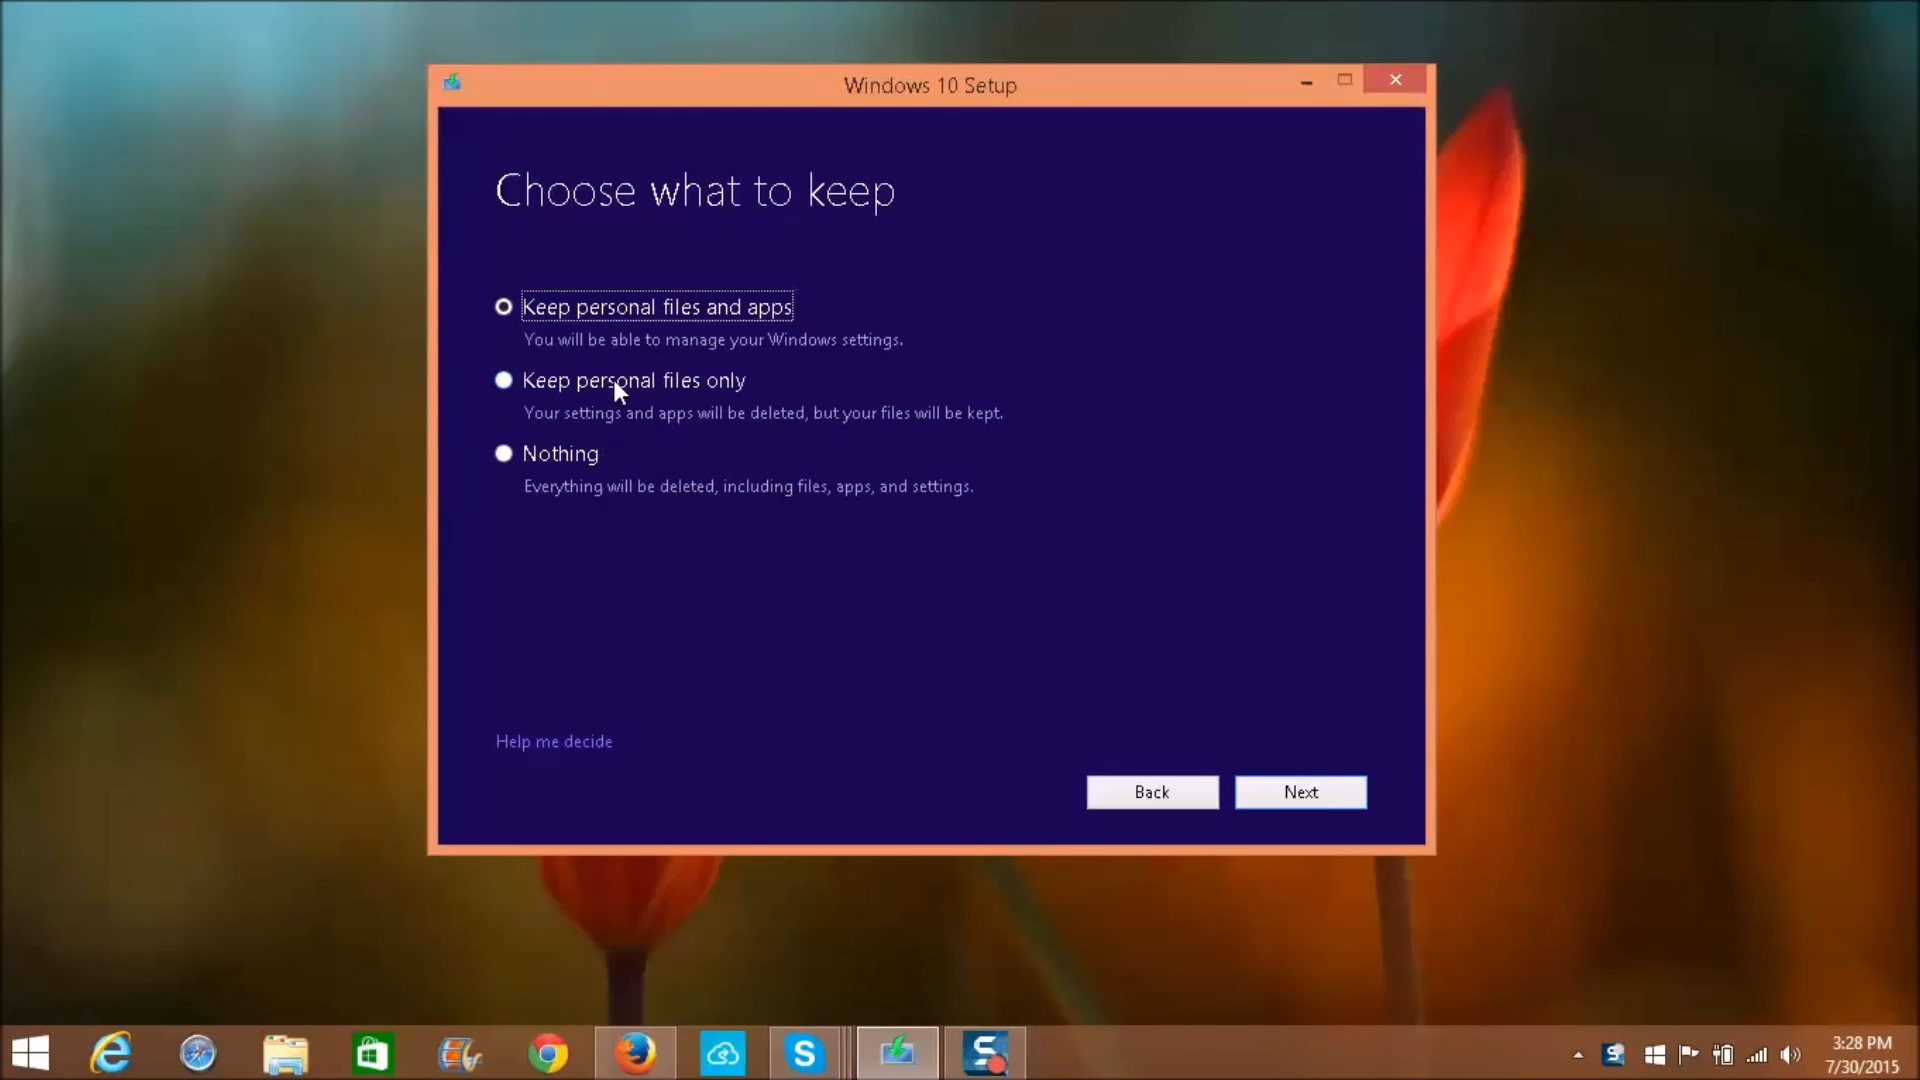 Windows 10 Setup
Choose what to keep
Keep personal files and apps
You will be able to manage your Windows settings.
Keep personal files only
Your settings and apps will be deleted, but your files will be kept.
Nothing
Everything will be deleted, including files, apps, and settings.
Help me decide
Back
Next
3:28 PM
7/30/2015